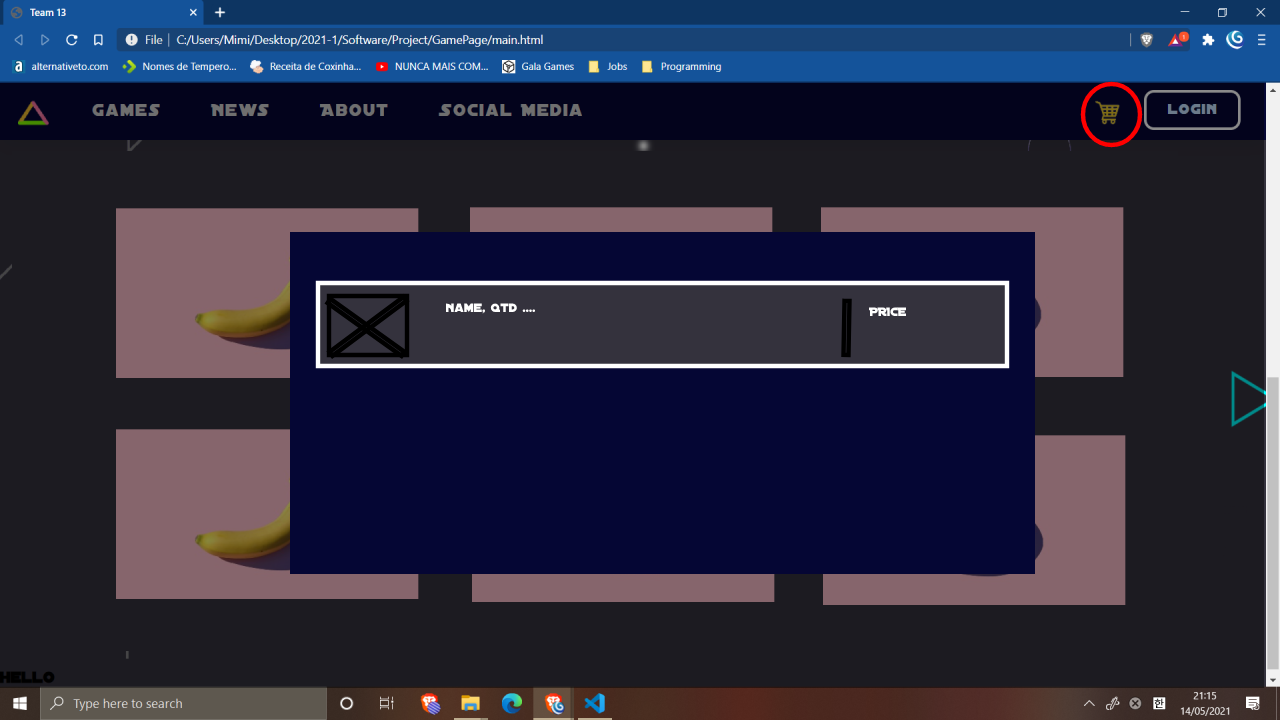 Team 13
File
C:/Users/Mimi/Desktop/2021-1/Software/Project/GamePage/main.html
1
alternativeto.com Nomes de Tempero... Receita de Coxinha... NUNCA MAIS COM... Gala Games Jobs Programming
GAMES NEWS ABOUT SOCIAL MEDIA LOGIN
NAME, QTD ....
PRICE
HELLO
Type here to search
21:15
14/05/2021